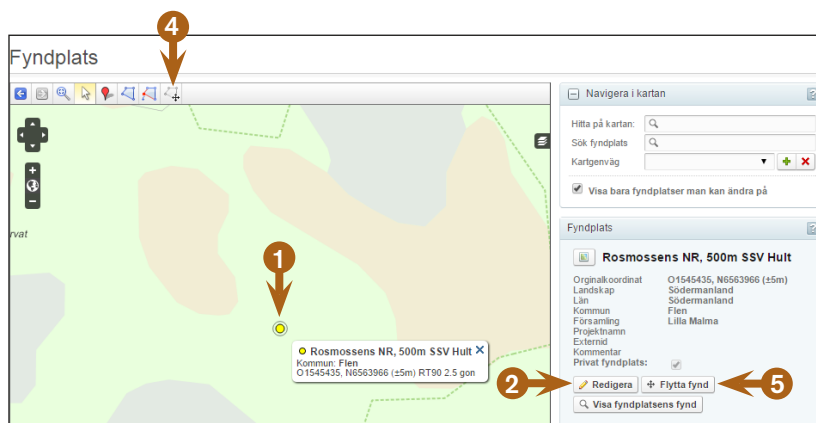 4
Fyndplats
Navigera i kartan
Hitta på kartan:
Sök fyndplats
Kartgenväg
Visa bara fyndplatser man kan ändra på
rvat
1
Rosmossens NR, 500m SSV Hult
Kommun: Flen
O1545435, N6563966 (±5m) RT90 2.5 gon
Fyndplats
Rosmossens NR, 500m SSV Hult
Orginalkoordinat O1545435, N6563966 (±5m)
Landskap Södermanland
Län Södermanland
Kommun Flen
Församling Lilla Malma
Projektnamn
Externid
Kommentar
Privat fyndplats:
2 Redigera Flytta fynd 5
Visa fyndplatsens fynd